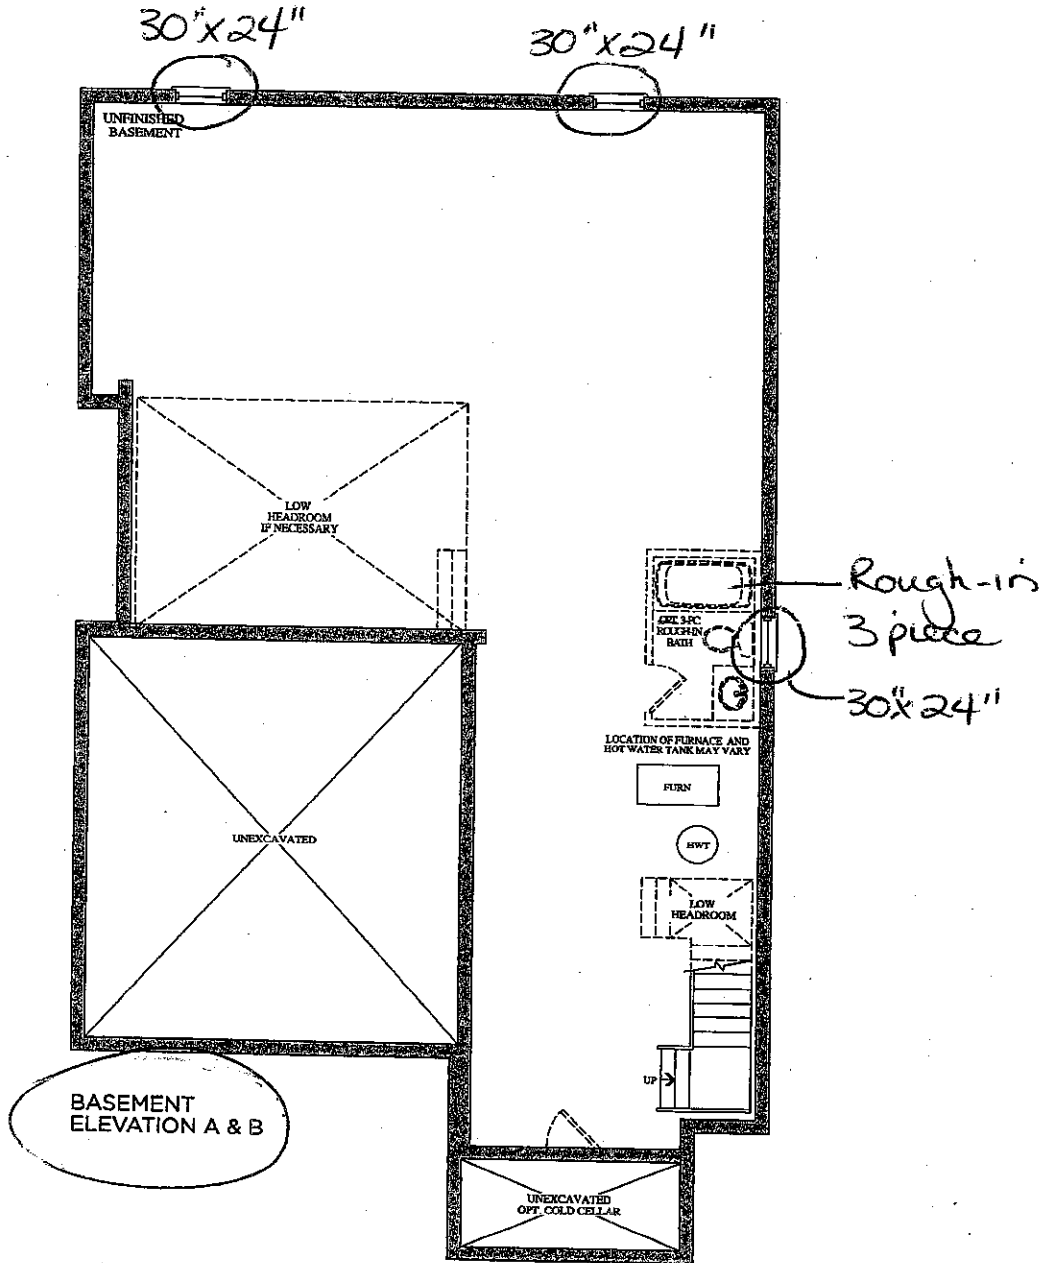 30"x24"
30"x24"
UNFINISHED
BASEMENT
LOW
HEADROOM
IF NECESSARY
Rough-in
3 piece
OPT. 3-PC
ROUGH-IN
BATH
30"x24"
LOCATION OF FURNACE AND
HOT WATER TANK MAY VARY
FURN
UNEXCAVATED
HWT
LOW
HEADROOM
UP
BASEMENT
ELEVATION A & B
UNEXCAVATED
OPT. COLD CELLAR